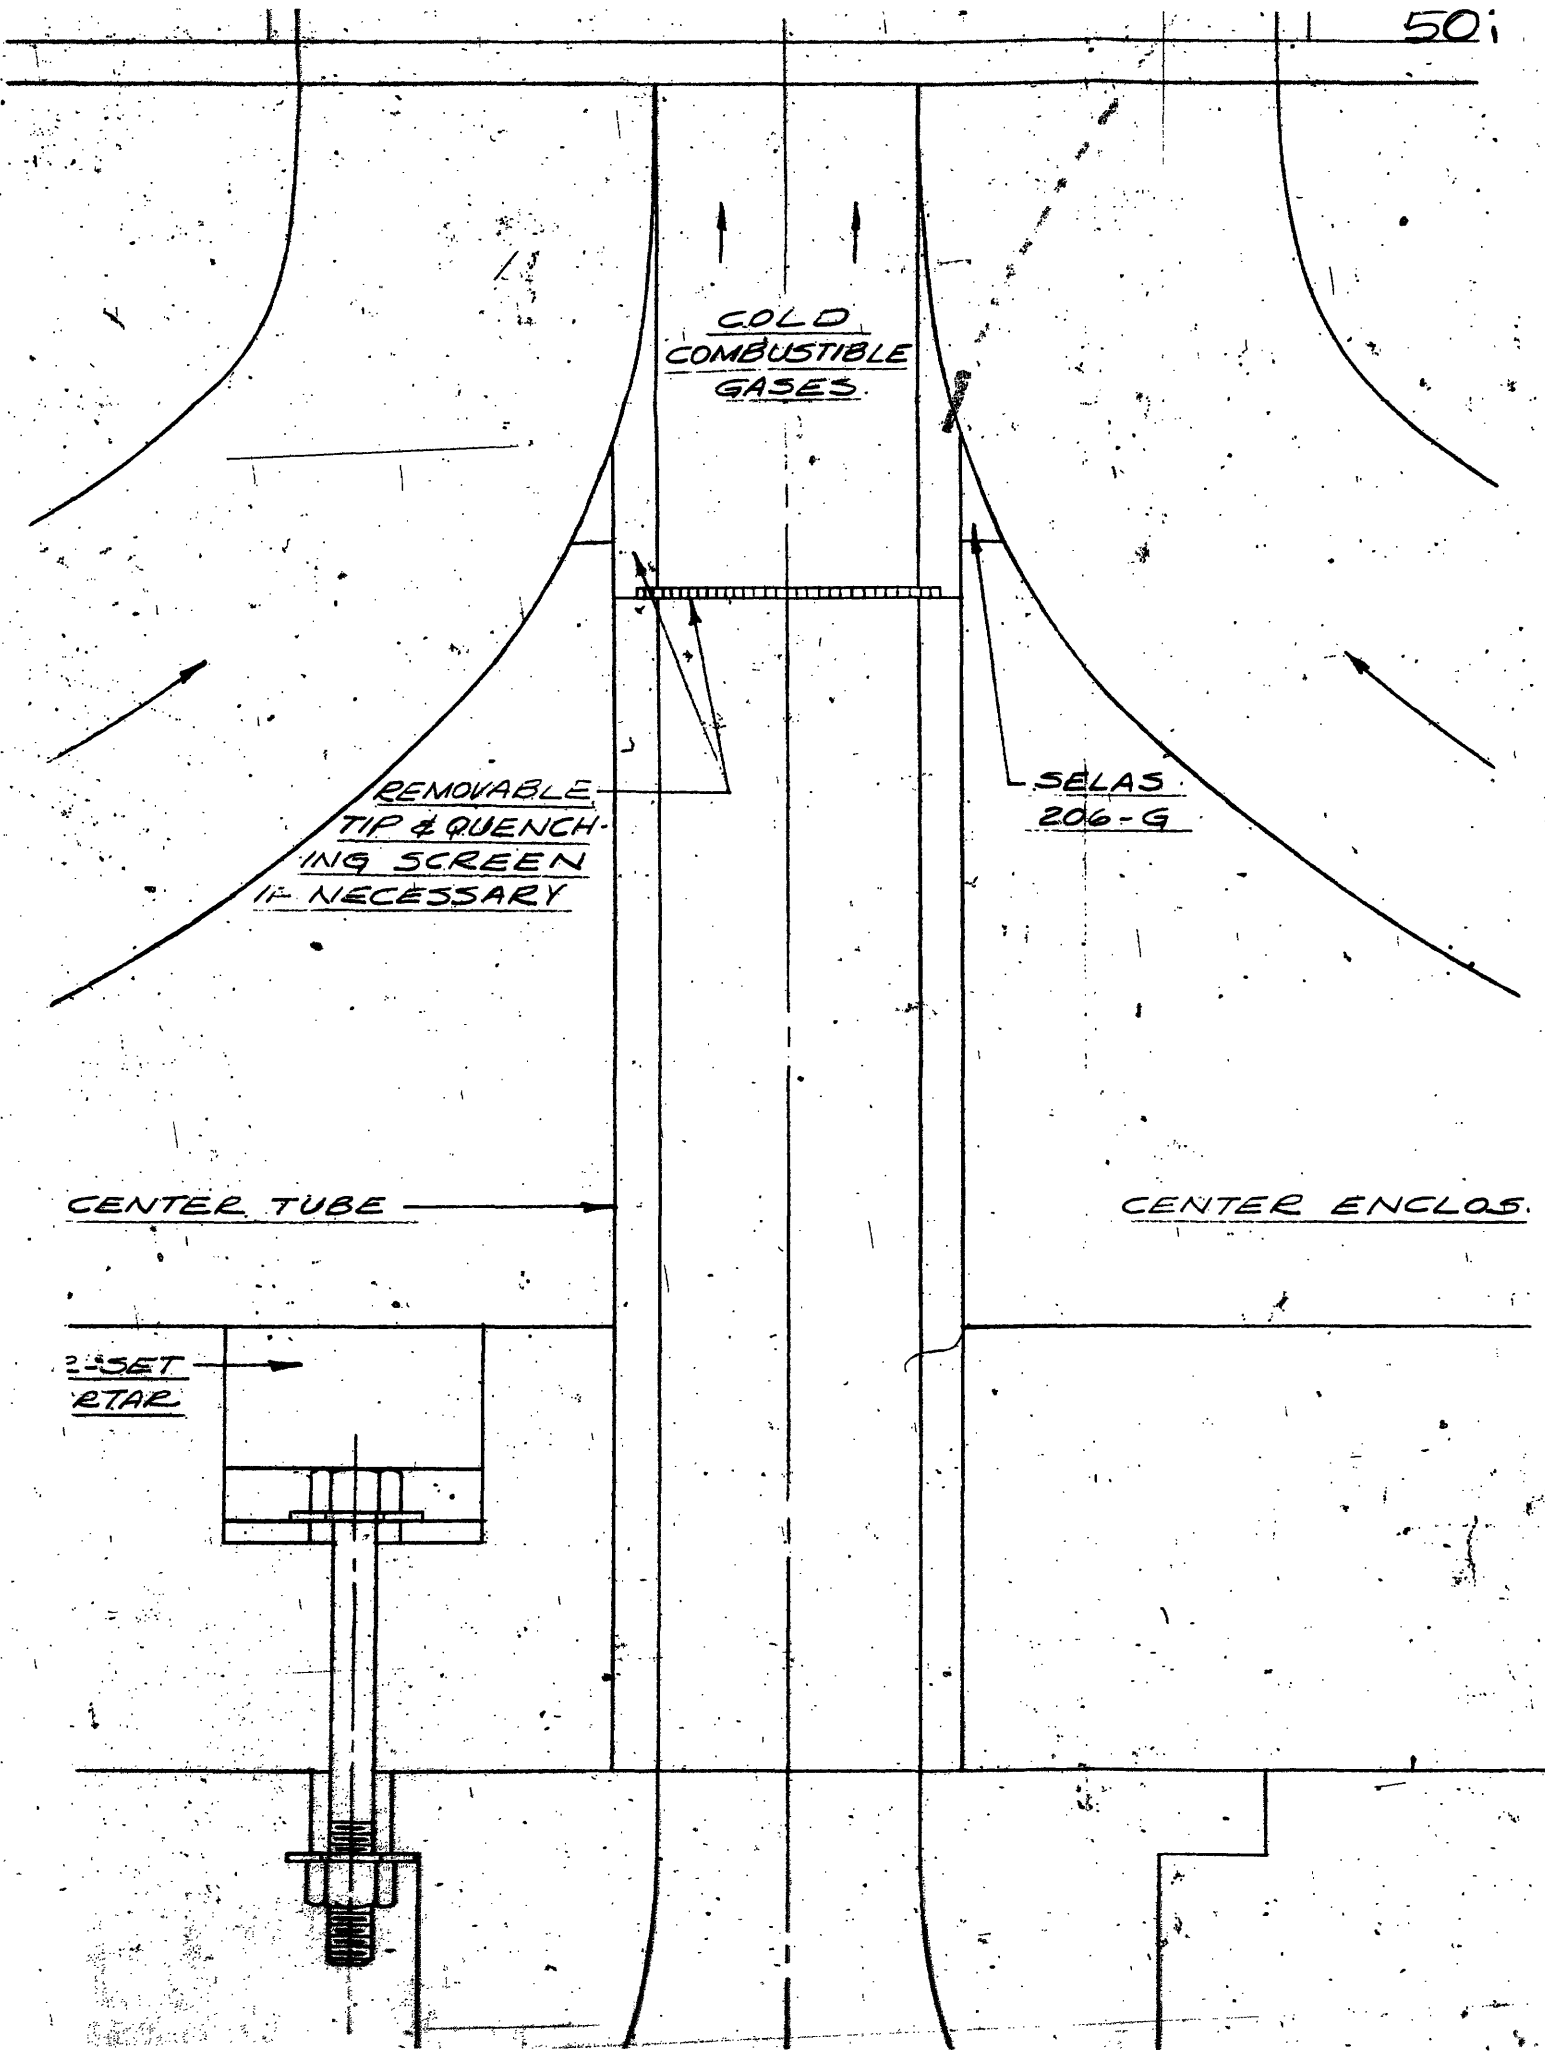 50i
COLD
COMBUSTIBLE
GASES.
REMOVABLE
TIP & QUENCH-
ING SCREEN
IF NECESSARY
SELAS
206-G
CENTER TUBE
CENTER ENCLOS.
-SET
RTAR